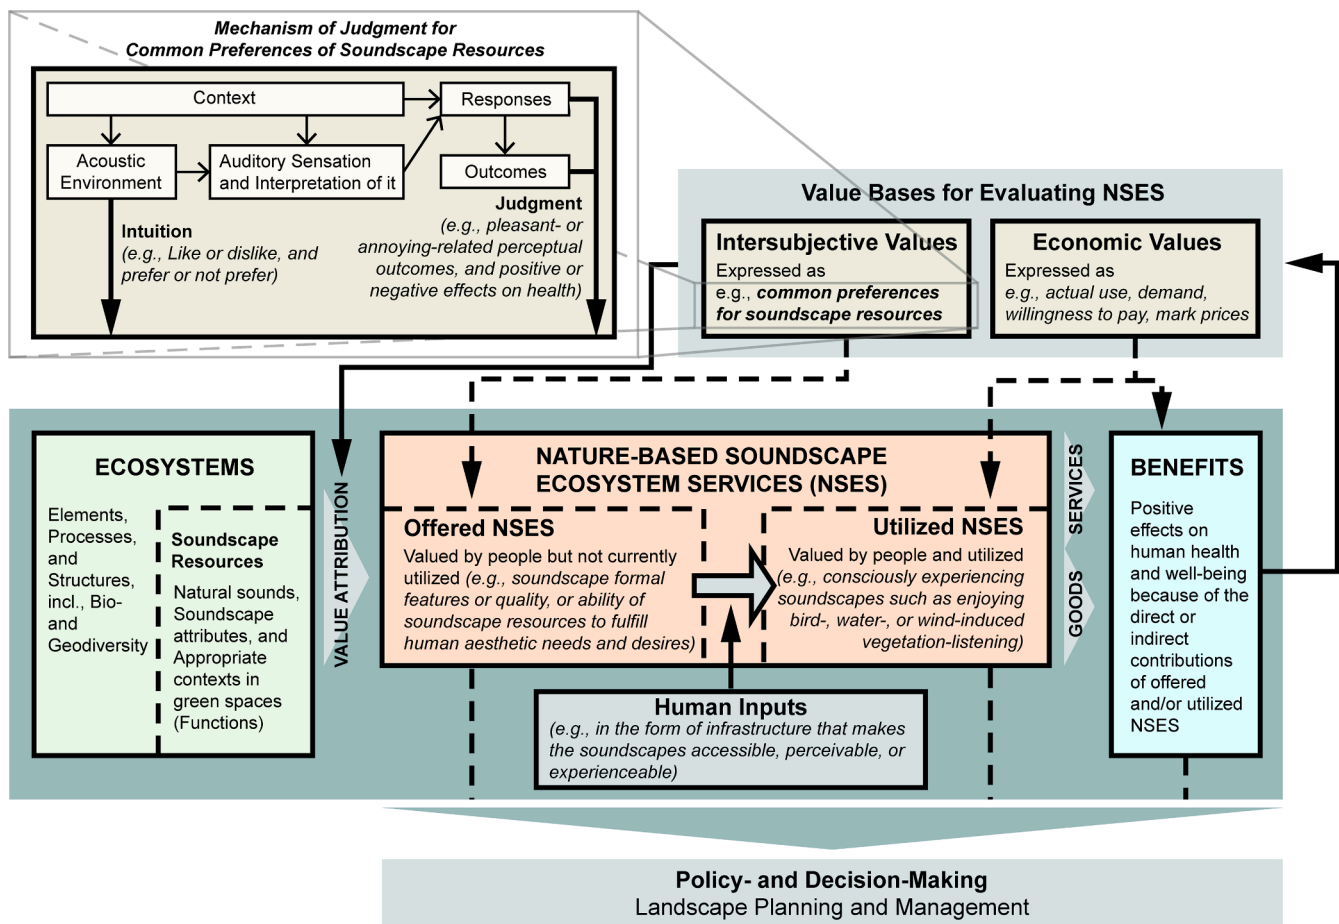 Mechanism of Judgment for
Common Preferences of Soundscape Resources
Context
Responses
Acoustic
Environment
Auditory Sensation
and Interpretation of it
Outcomes
Intuition
(e.g., Like or dislike, and
prefer or not prefer)
Judgment
(e.g., pleasant- or
annoying-related perceptual
outcomes, and positive or
negative effects on health)
Value Bases for Evaluating NSES
Intersubjective Values
Expressed as
e.g., common preferences
for soundscape resources
Economic Values
Expressed as
e.g., actual use, demand,
willingness to pay, mark prices
ECOSYSTEMS
Elements,
Processes,
and
Structures,
incl., Bio-
and
Geodiversity
Soundscape
Resources
Natural sounds,
Soundscape
attributes, and
Appropriate
contexts in
green spaces
(Functions)
VALUE ATTRIBUTION
NATURE-BASED SOUNDSCAPE
ECOSYSTEM SERVICES (NSES)
Offered NSES
Valued by people but not currently
utilized (e.g., soundscape formal
features or quality, or ability of
soundscape resources to fulfill
human aesthetic needs and desires)
Utilized NSES
Valued by people and utilized
(e.g., consciously experiencing
soundscapes such as enjoying
bird-, water-, or wind-induced
vegetation-listening)
Human Inputs
(e.g., in the form of infrastructure that makes
the soundscapes accessible, perceivable, or
experienceable)
GOODS
SERVICES
BENEFITS
Positive
effects on
human health
and well-being
because of the
direct or
indirect
contributions
of offered
and/or utilized
NSES
Policy- and Decision-Making
Landscape Planning and Management